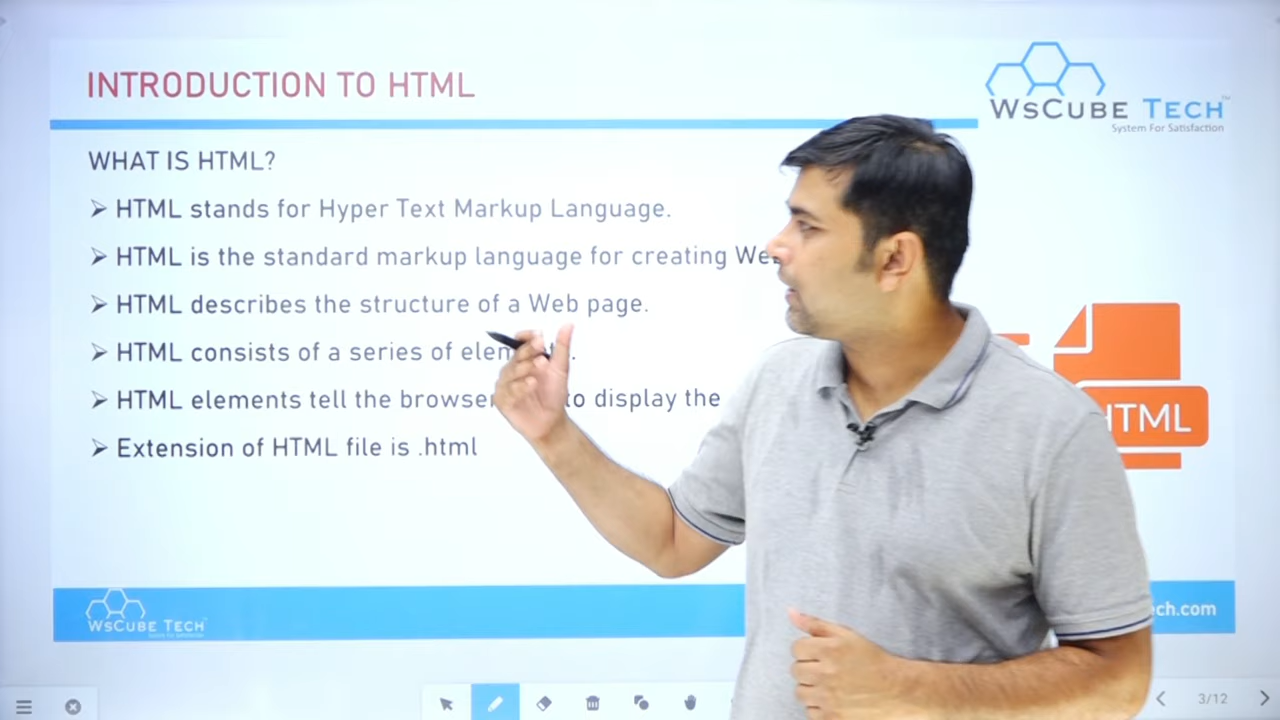 INTRODUCTION TO HTML
WSCUBE TECH™
System For Satisfaction
WHAT IS HTML?
➢ HTML stands for Hyper Text Markup Language.
➢ HTML is the standard markup language for creating
➢ HTML describes the structure of a Web page.
➢ HTML consists of a series of
➢ HTML elements tell the browser to display the
➢ Extension of HTML file is .html
HTML
WSCUBE TECH
ech.com
3/12